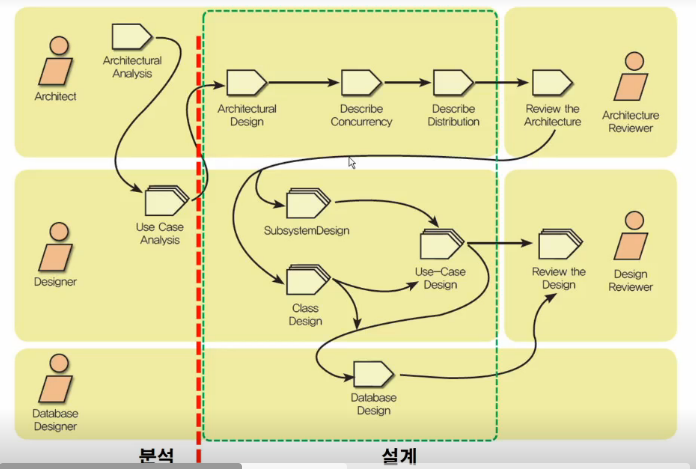 Architect
Architectural
Analysis
Architectural
Design
Describe
Concurrency
Describe
Distribution
Review the
Architecture
Architecture
Reviewer
Designer
Use Case
Analysis
SubsystemDesign
Class
Design
Use-Case
Design
Review the
Design
Design
Reviewer
Database
Designer
Database
Design
분석
설계